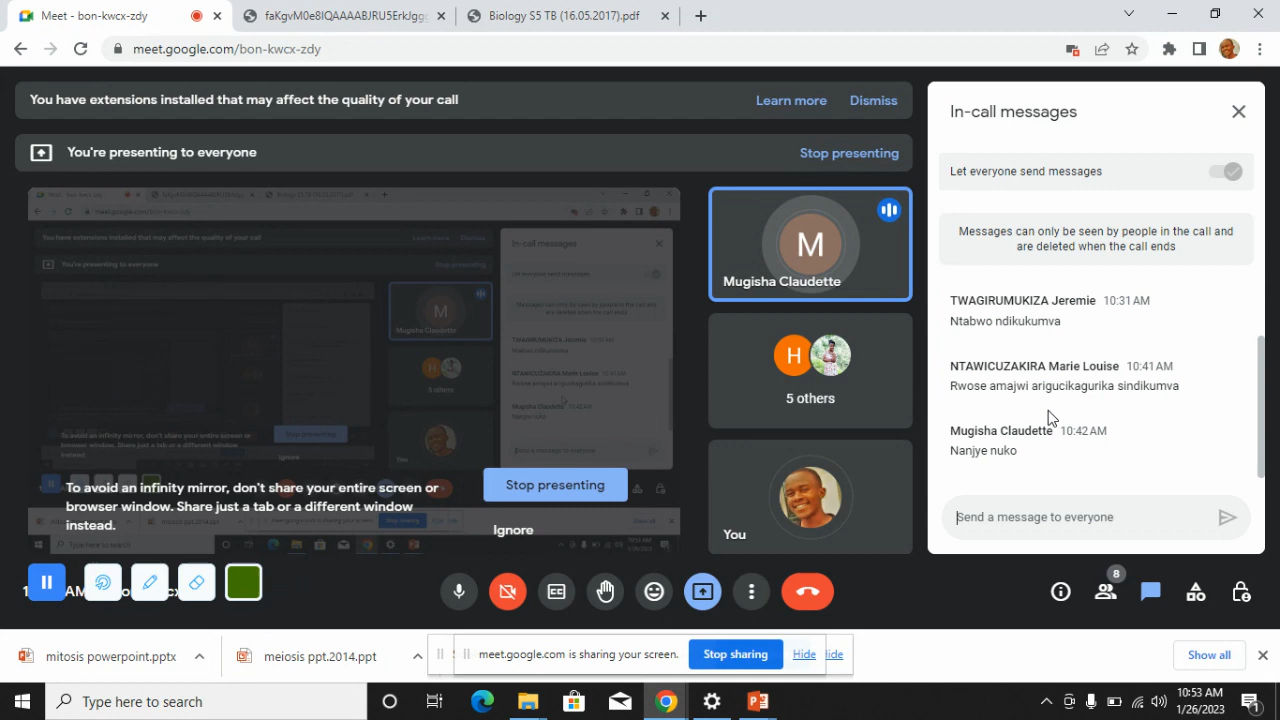 Meet - bon-kwcx-zdy
faKgvM0e8IQAAAABJRU5ErkJggg
Biology S5 TB (16.05.2017).pdf
meet.google.com/bon-kwcx-zdy
You have extensions installed that may affect the quality of your call
Learn more
Dismiss
You're presenting to everyone
Stop presenting
To avoid an infinity mirror, don't share your entire screen or
browser window. Share just a tab or a different window
instead.
Stop presenting
Ignore
M
Mugisha Claudette
H
5 others
You
In-call messages
Let everyone send messages
Messages can only be seen by people in the call and
are deleted when the call ends
TWAGIRUMUKIZA Jeremie 10:31 AM
Ntabwo ndikukumva
NTAWICUZAKIRA Marie Louise 10:41 AM
Rwose amajwi arigucikagurika sindikumva
Mugisha Claudette 10:42 AM
Nanjye nuko
Send a message to everyone
8
mitosis powerpoint.pptx
meiosis ppt.2014.ppt
meet.google.com is sharing your screen.
Stop sharing
Hide
Show all
Type here to search
10:53 AM
1/26/2023
1